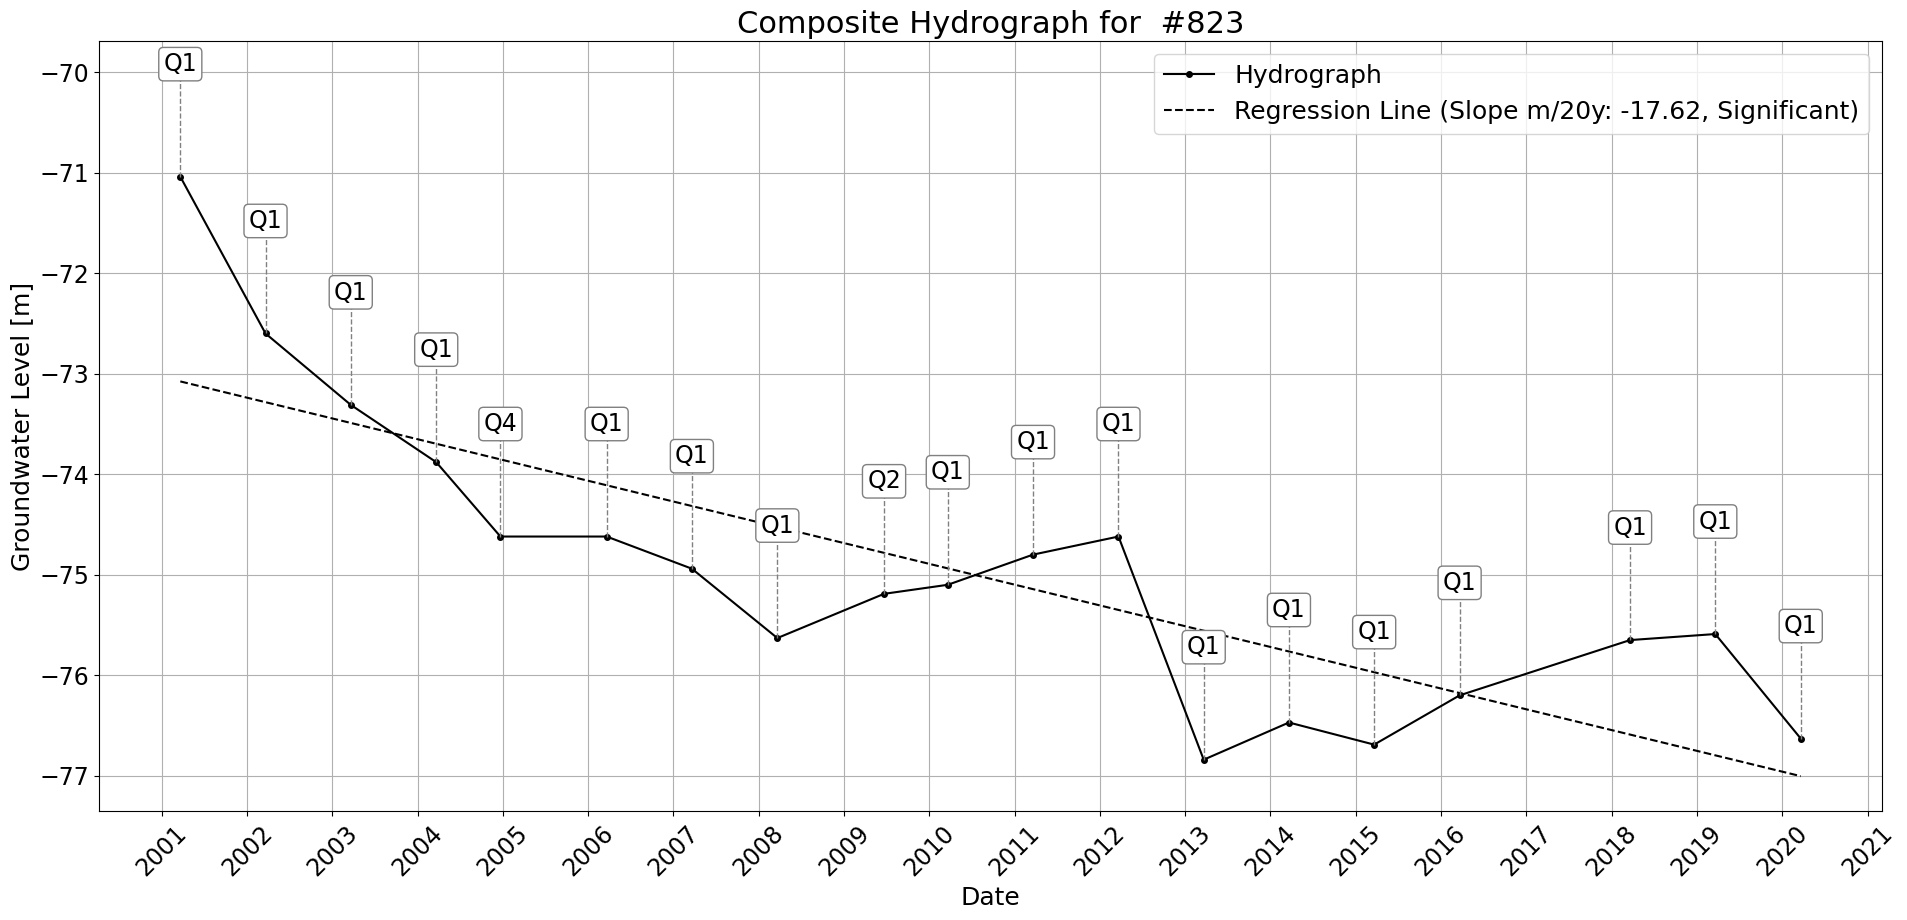 Composite Hydrograph for  #823
Hydrograph
Regression Line (Slope m/20y: -17.62, Significant)
Groundwater Level [m]
−70
−71
−72
−73
−74
−75
−76
−77
Q1
Q1
Q1
Q1
Q4
Q1
Q1
Q1
Q2
Q1
Q1
Q1
Q1
Q1
Q1
Q1
Q1
Q1
Q1
2001
2002
2003
2004
2005
2006
2007
2008
2009
2010
2011
2012
2013
2014
2015
2016
2017
2018
2019
2020
2021
Date